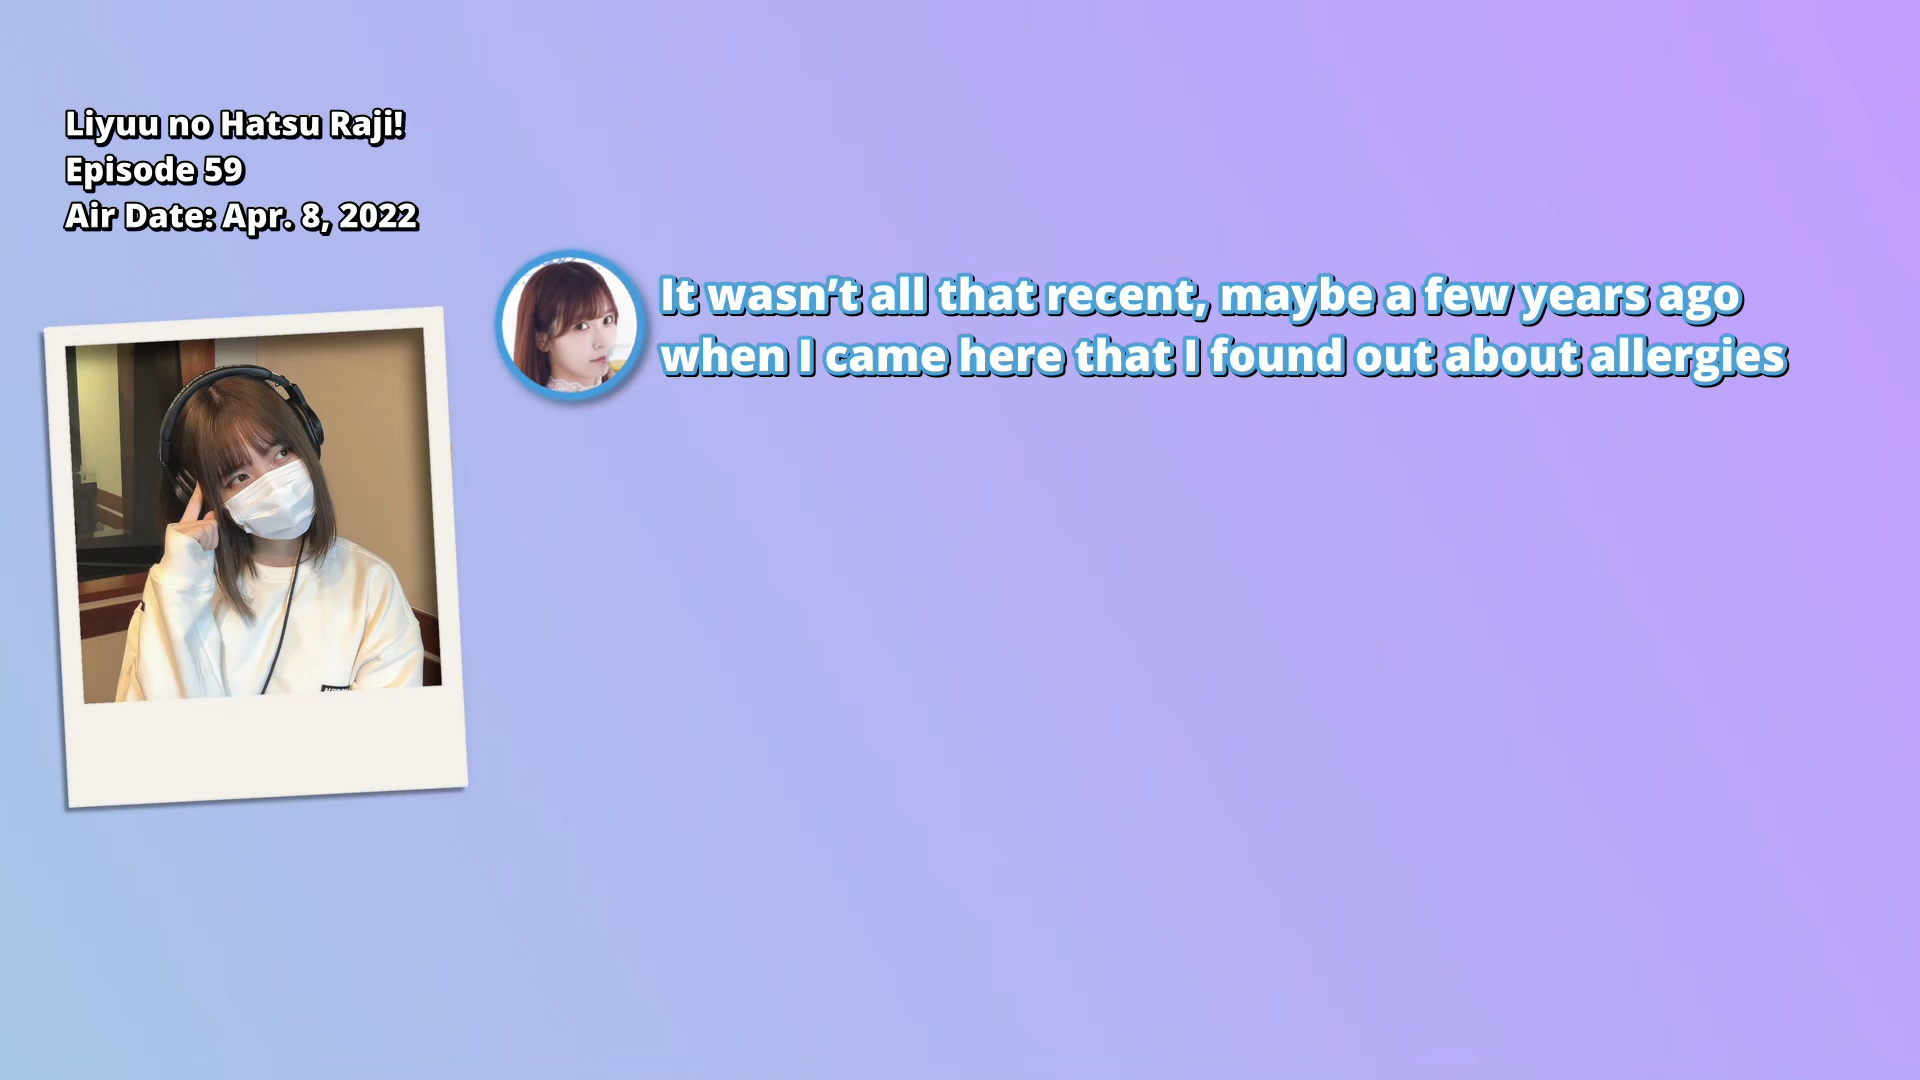 Liyuu no Hatsu Raji!
Episode 59
Air Date: Apr. 8, 2022
It wasn’t all that recent, maybe a few years ago
when I came here that I found out about allergies